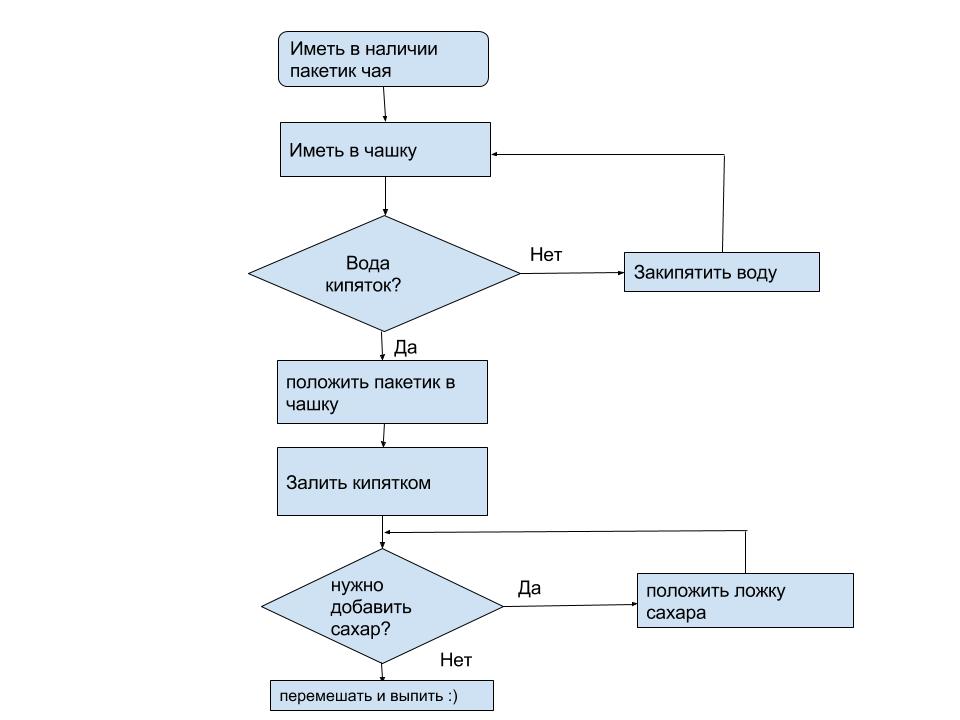 Иметь в наличии
пакетик чая
Иметь в чашку
Вода
кипяток?
Нет
Закипятить воду
Да
положить пакетик в
чашку
Залить кипятком
нужно
добавить
сахар?
Да
положить ложку
сахара
Нет
перемешать и выпить :)